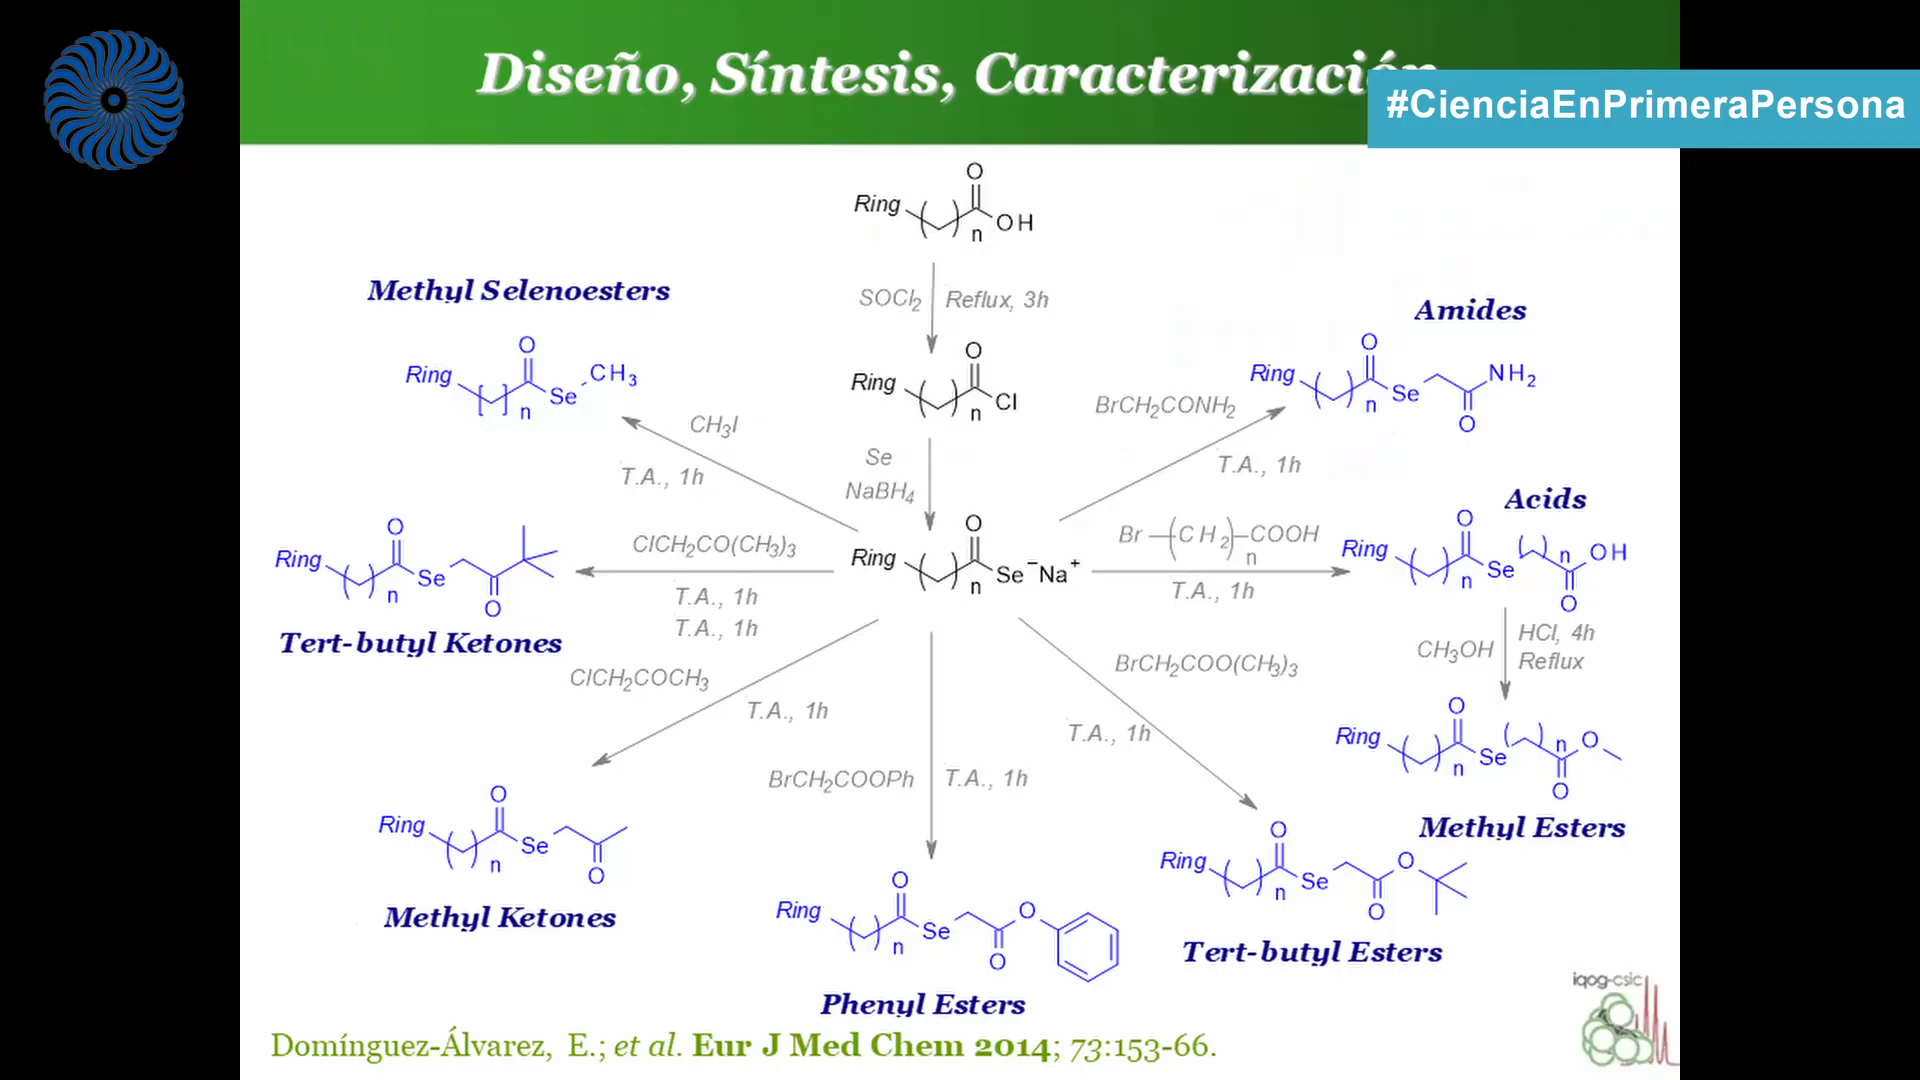 Diseño, Síntesis, Caracterización
#CienciaEnPrimeraPersona
Ring
O
OH
n
SOCl2
Reflux, 3h
Methyl Selenoesters
Ring
O
Se
CH3
n
Ring
O
Cl
n
Amides
Ring
O
n
Se
NH2
O
CH3I
T.A., 1h
Se
NaBH4
BrCH2CONH2
T.A., 1h
Acids
Tert-butyl Ketones
Ring
O
n
Se
O
ClCH2CO(CH3)3
T.A., 1h
T.A., 1h
Ring
O
n
Se⁻Na⁺
Br—(CH2)—COOH
n
T.A., 1h
Ring
O
n
Se
n
OH
O
CH3OH
HCl, 4h
Reflux
ClCH2COCH3
T.A., 1h
BrCH2COOPh
T.A., 1h
BrCH2COO(CH3)3
T.A., 1h
Ring
O
n
Se
n
O
O
Methyl Esters
Ring
O
n
Se
O
Methyl Ketones
Ring
O
n
Se
O
O
Phenyl Esters
Ring
O
n
Se
O
O
Tert-butyl Esters
iqog-csic
Domínguez-Álvarez, E.; et al. Eur J Med Chem 2014; 73:153-66.